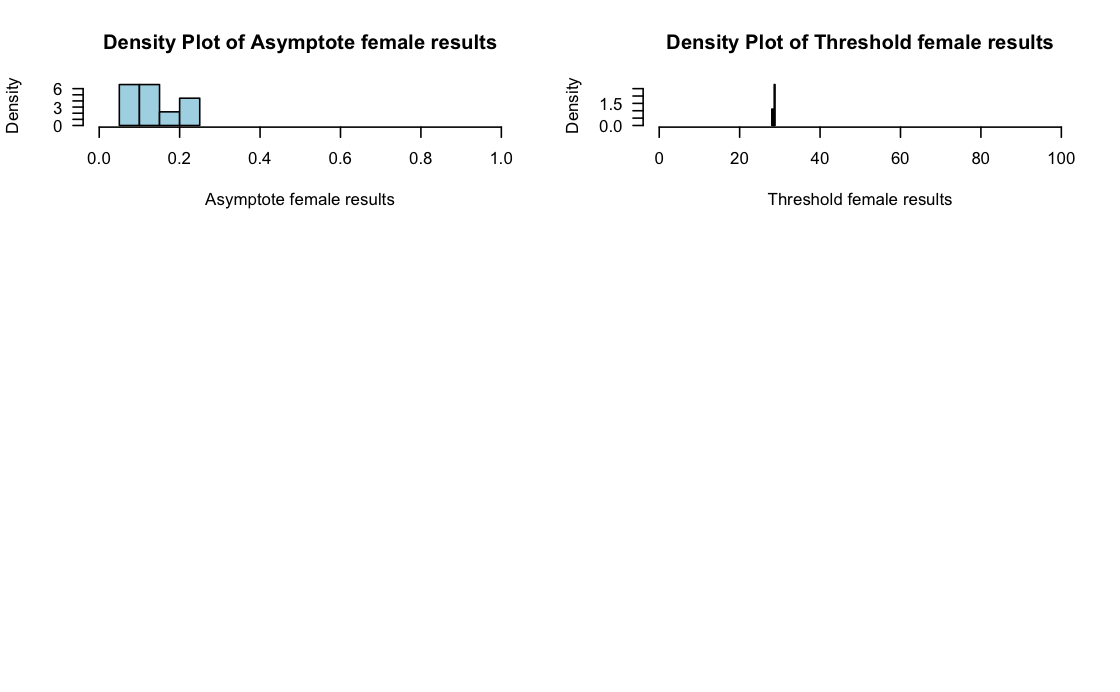 Density Plot of Asymptote female results
Density
6
3
0
0.0 0.2 0.4 0.6 0.8 1.0
Asymptote female results
Density Plot of Threshold female results
Density
1.5
0.0
0 20 40 60 80 100
Threshold female results